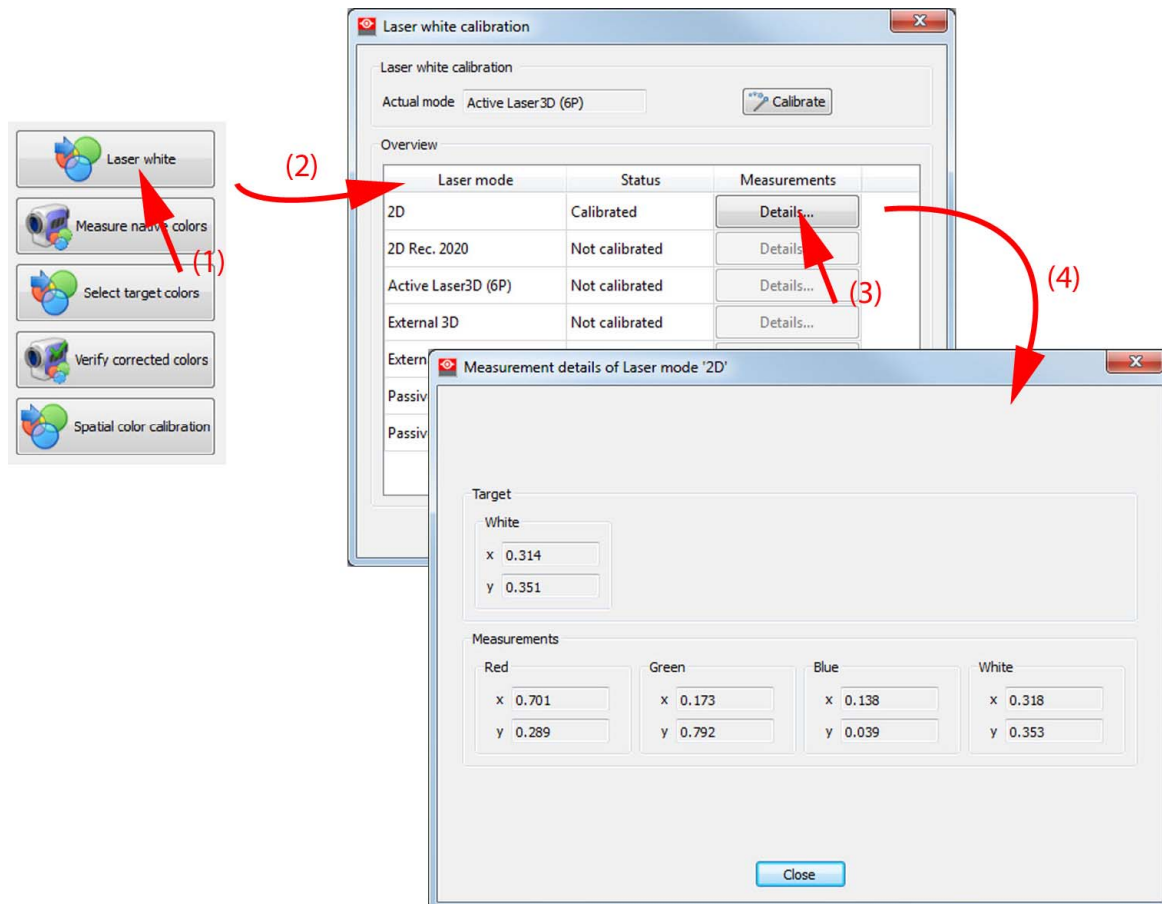 Laser white
Measure native colors
Select target colors
Verify corrected colors
Spatial color calibration
(1)
(2)
Laser white calibration
Laser white calibration
Actual mode Active Laser3D (6P)
Calibrate
Overview
Laser mode Status Measurements
2D Calibrated Details...
2D Rec. 2020 Not calibrated Details...
Active Laser3D (6P) Not calibrated Details...
External 3D Not calibrated Details...
Extern
Passiv
Passiv
(3)
(4)
Measurement details of Laser mode '2D'
Target
White
x 0.314
y 0.351
Measurements
Red Green Blue White
x 0.701 x 0.173 x 0.138 x 0.318
y 0.289 y 0.792 y 0.039 y 0.353
Close